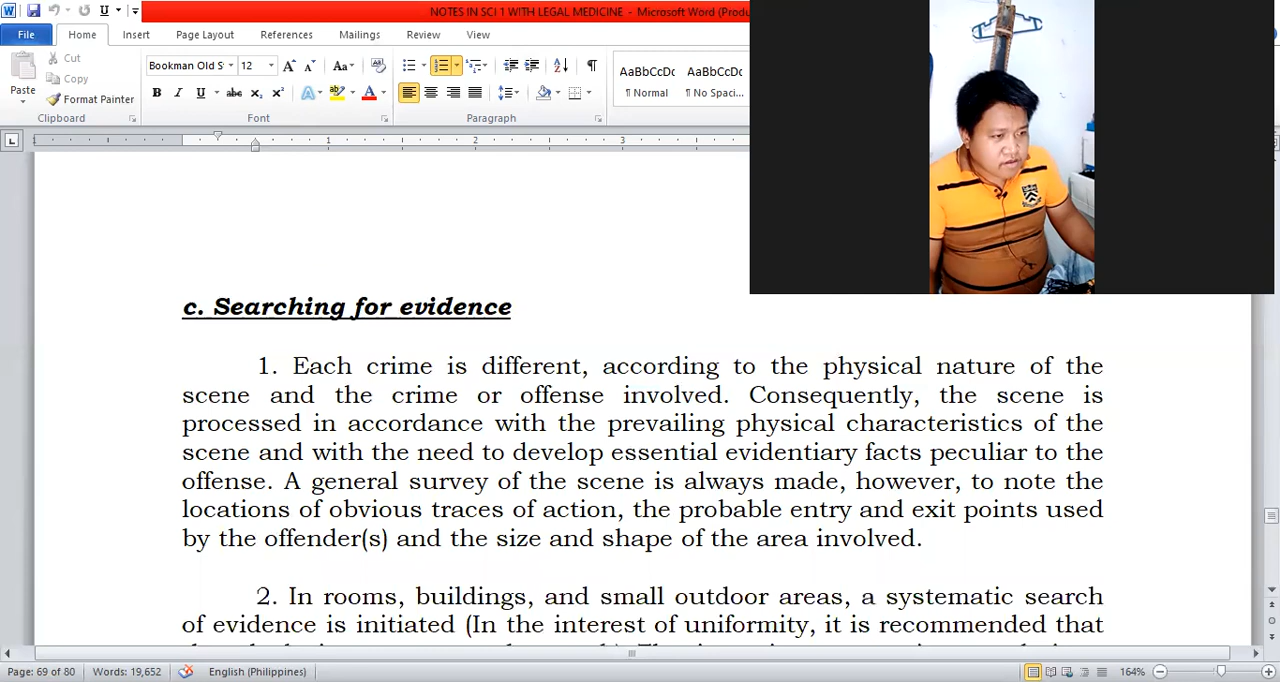 NOTES IN SCI 1 WITH LEGAL MEDICINE - Microsoft Word (Produ
File Home Insert Page Layout References Mailings Review View
Cut
Copy
Paste
Format Painter
Bookman Old S 12
AaBbCcDc AaBbCcDc
¶ Normal ¶ No Spaci...
Clipboard Font Paragraph
1 2 3
c. Searching for evidence
1. Each crime is different, according to the physical nature of the
scene and the crime or offense involved. Consequently, the scene is
processed in accordance with the prevailing physical characteristics of the
scene and with the need to develop essential evidentiary facts peculiar to the
offense. A general survey of the scene is always made, however, to note the
locations of obvious traces of action, the probable entry and exit points used
by the offender(s) and the size and shape of the area involved.
2. In rooms, buildings, and small outdoor areas, a systematic search
of evidence is initiated (In the interest of uniformity, it is recommended that
Page: 69 of 80 Words: 19,652 English (Philippines) 164%